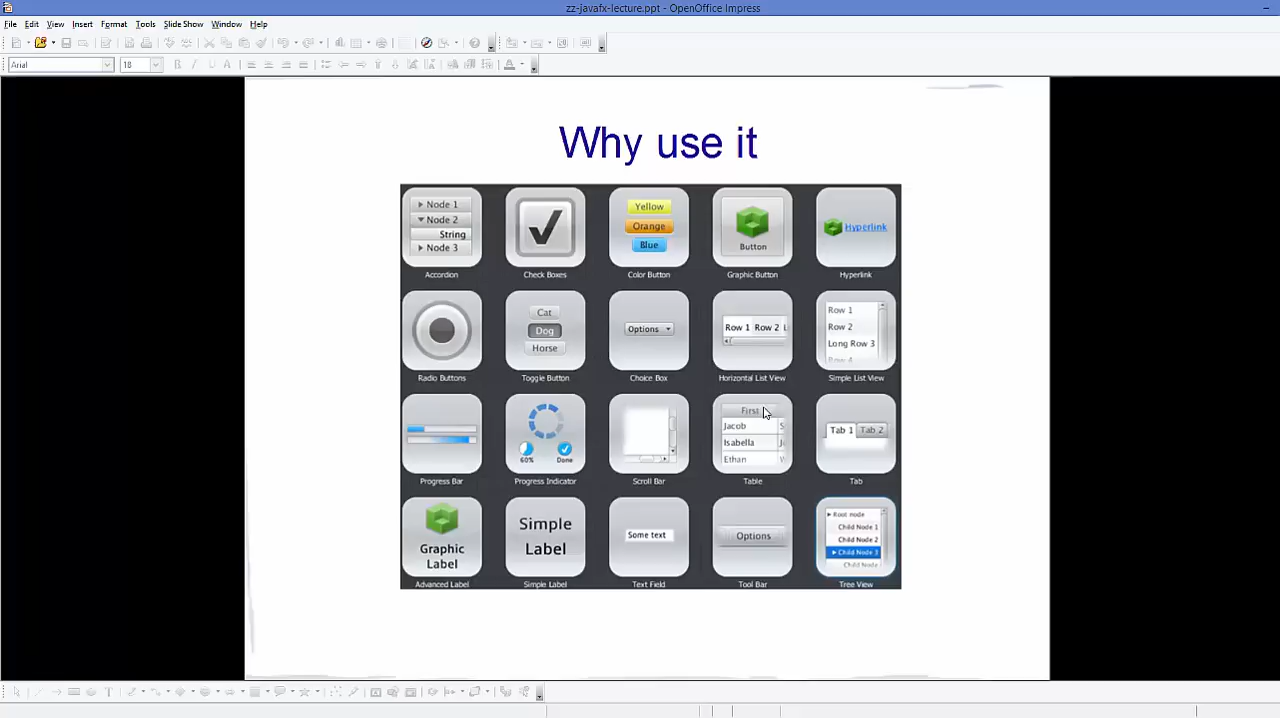 zz-javafx-lecture.ppt - OpenOffice Impress
File Edit View Insert Format Tools Slide Show Window Help
Arial 18
Why use it
Node 1
Node 2
String
Node 3
Accordion
Check Boxes
Yellow
Orange
Blue
Color Button
Button
Graphic Button
Hyperlink
Hyperlink
Radio Buttons
Cat
Dog
Horse
Toggle Button
Options
Choice Box
Row 1 Row 2
Horizontal List View
Row 1
Row 2
Long Row 3
Row 4
Simple List View
Progress Bar
60% Done
Progress Indicator
Scroll Bar
First
Jacob
Isabella
Ethan
Table
Tab 1 Tab 2
Tab
Graphic
Label
Advanced Label
Simple
Label
Simple Label
Some text
Text Field
Options
Tool Bar
Root node
Child Node 1
Child Node 2
Child Node 3
Child Node
Tree View